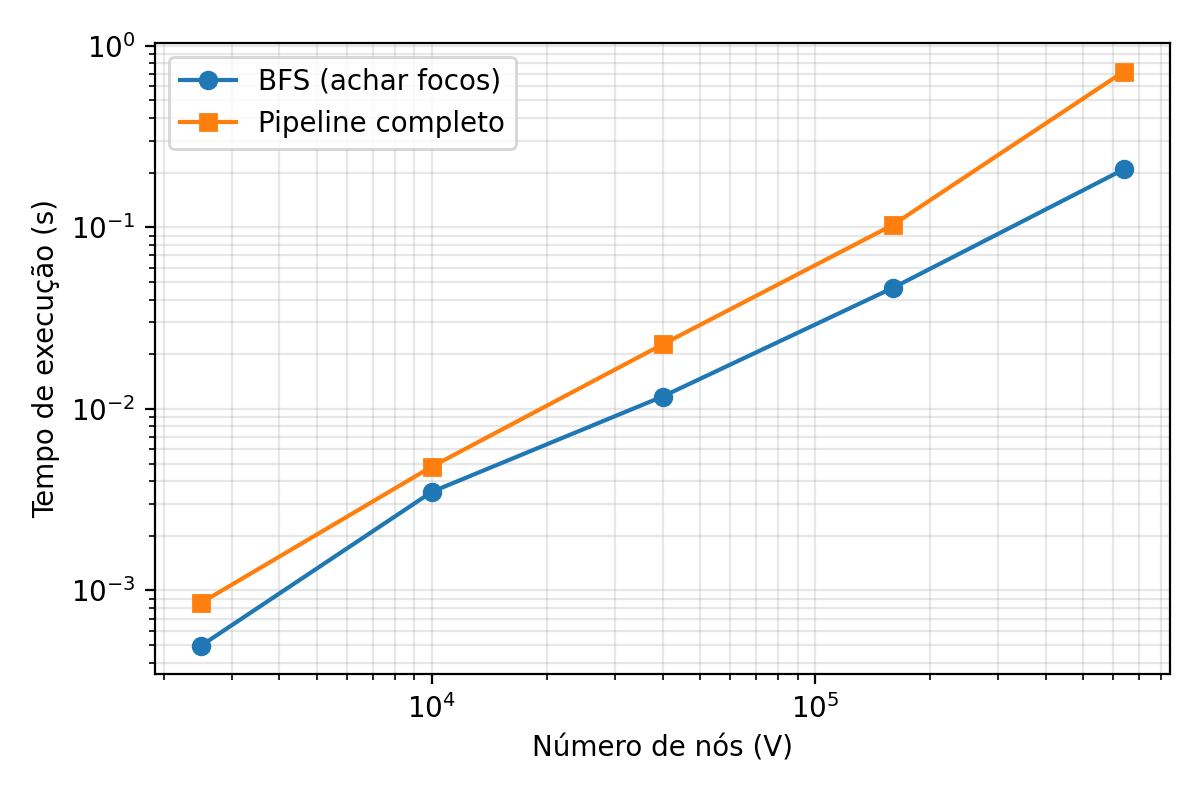 10⁰
BFS (achar focos)
Pipeline completo
10⁻¹
Tempo de execução (s)
10⁻²
10⁻³
10⁴
10⁵
Número de nós (V)